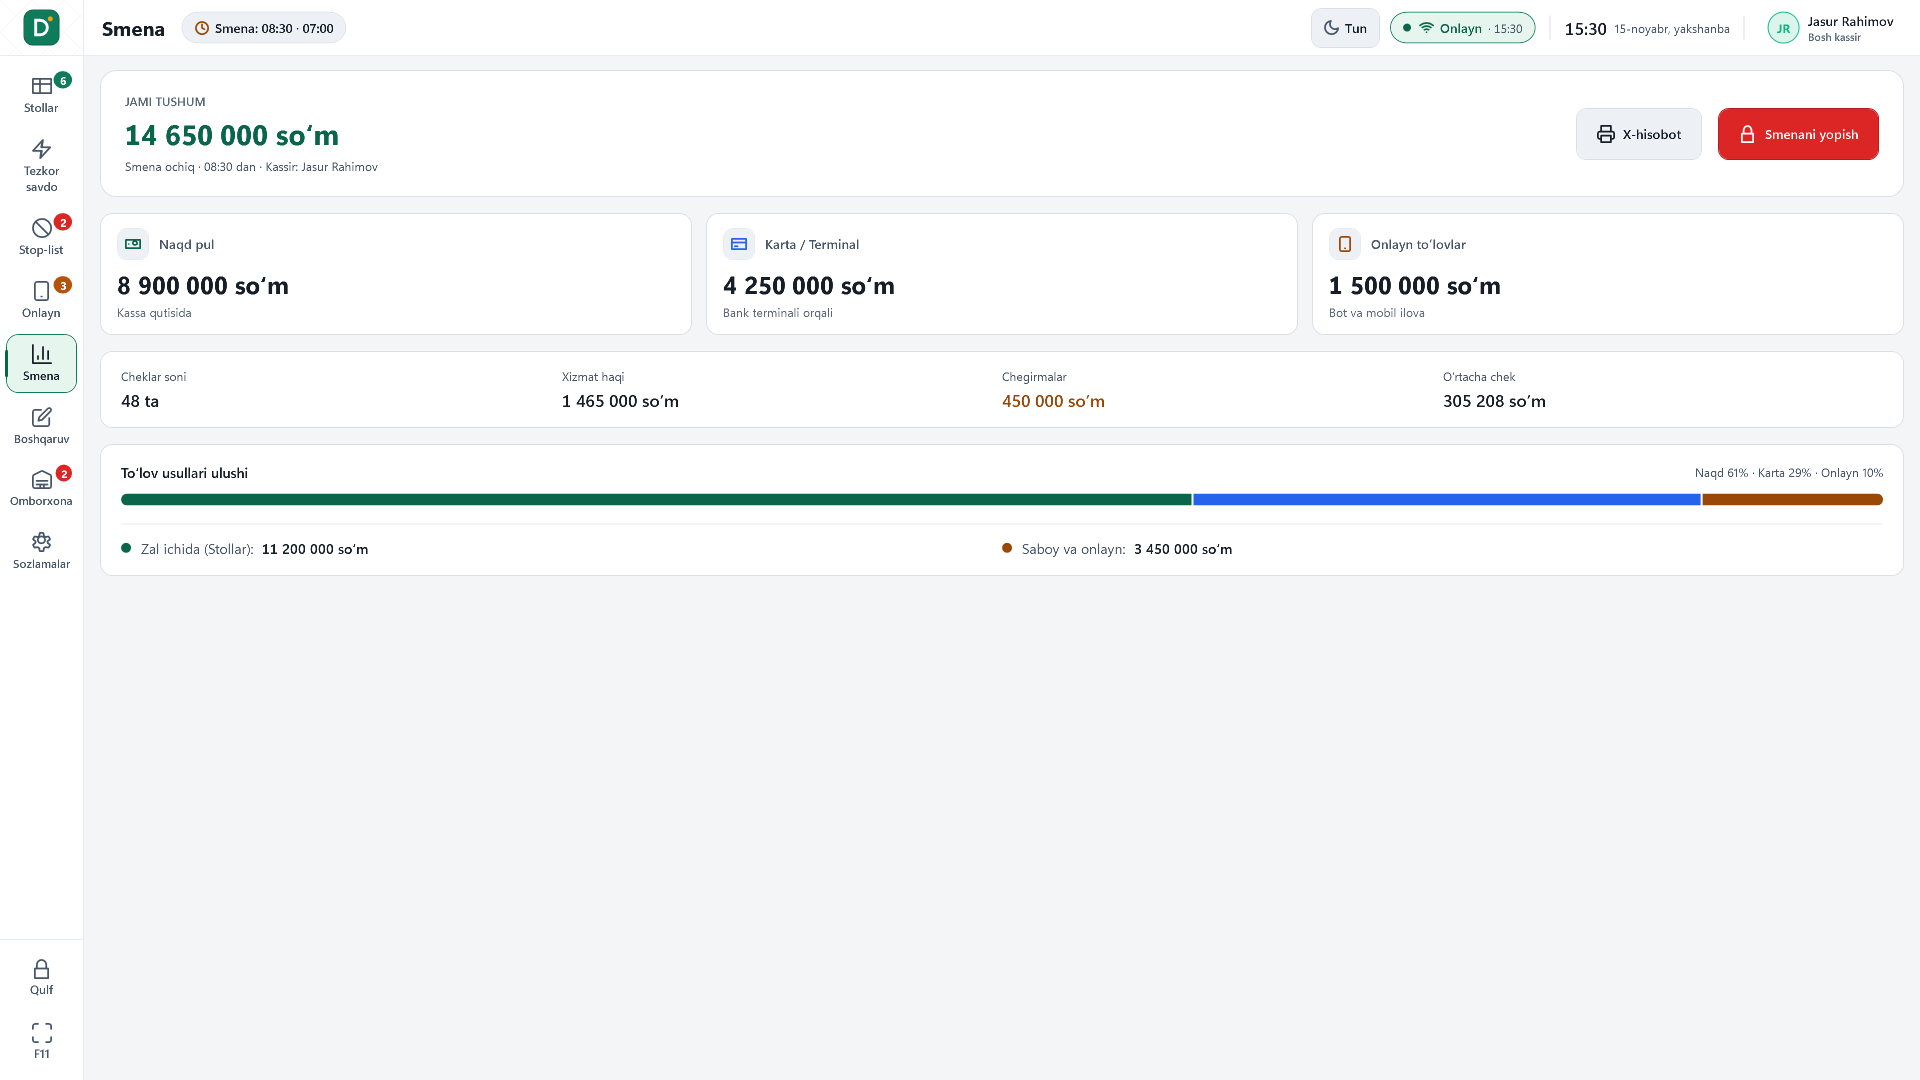 D
Smena
Smena: 08:30 · 07:00
Tun
Onlayn · 15:30
15:30 15-noyabr, yakshanba
JR
Jasur Rahimov
Bosh kassir
6
Stollar
Tezkor
savdo
2
Stop-list
3
Onlayn
Smena
Boshqaruv
2
Omborxona
Sozlamalar
Qulf
F11
JAMI TUSHUM
14 650 000 so‘m
Smena ochiq · 08:30 dan · Kassir: Jasur Rahimov
X-hisobot
Smenani yopish
Naqd pul
8 900 000 so‘m
Kassa qutisida
Karta / Terminal
4 250 000 so‘m
Bank terminali orqali
Onlayn to‘lovlar
1 500 000 so‘m
Bot va mobil ilova
Cheklar soni
48 ta
Xizmat haqi
1 465 000 so‘m
Chegirmalar
450 000 so‘m
O‘rtacha chek
305 208 so‘m
To‘lov usullari ulushi
Naqd 61% · Karta 29% · Onlayn 10%
Zal ichida (Stollar): 11 200 000 so‘m
Saboy va onlayn: 3 450 000 so‘m